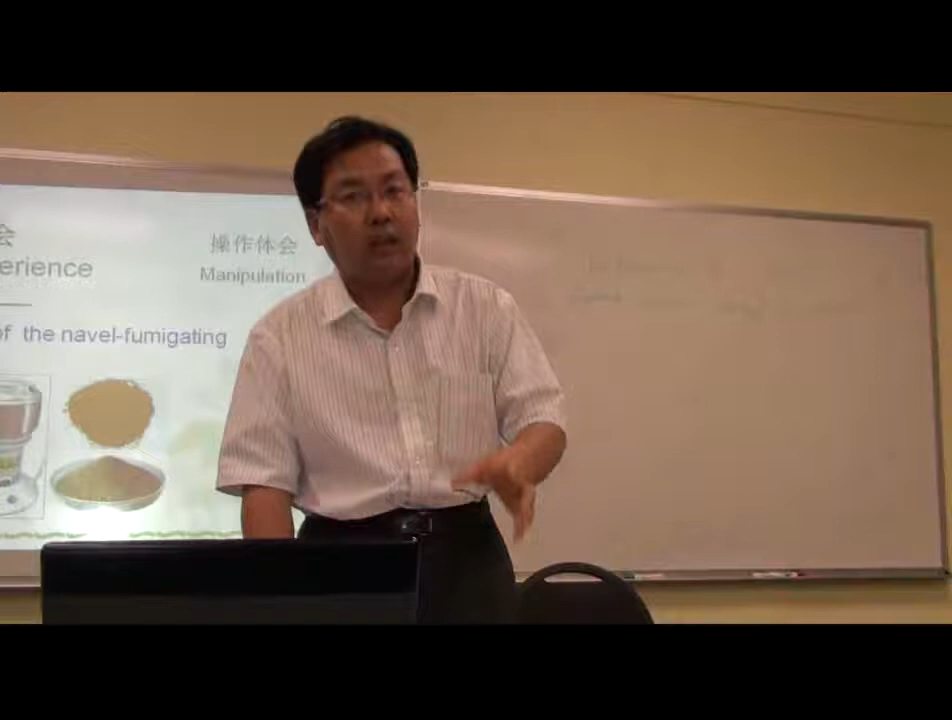 会
erience
操作体会
Manipulation
of the navel-fumigating